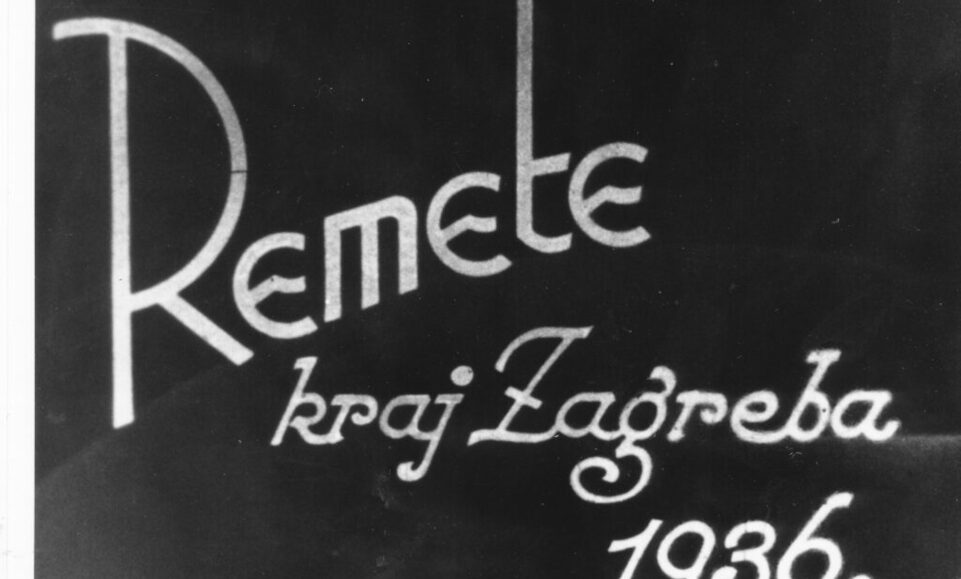 Remete
kraj Zagreba
1936.